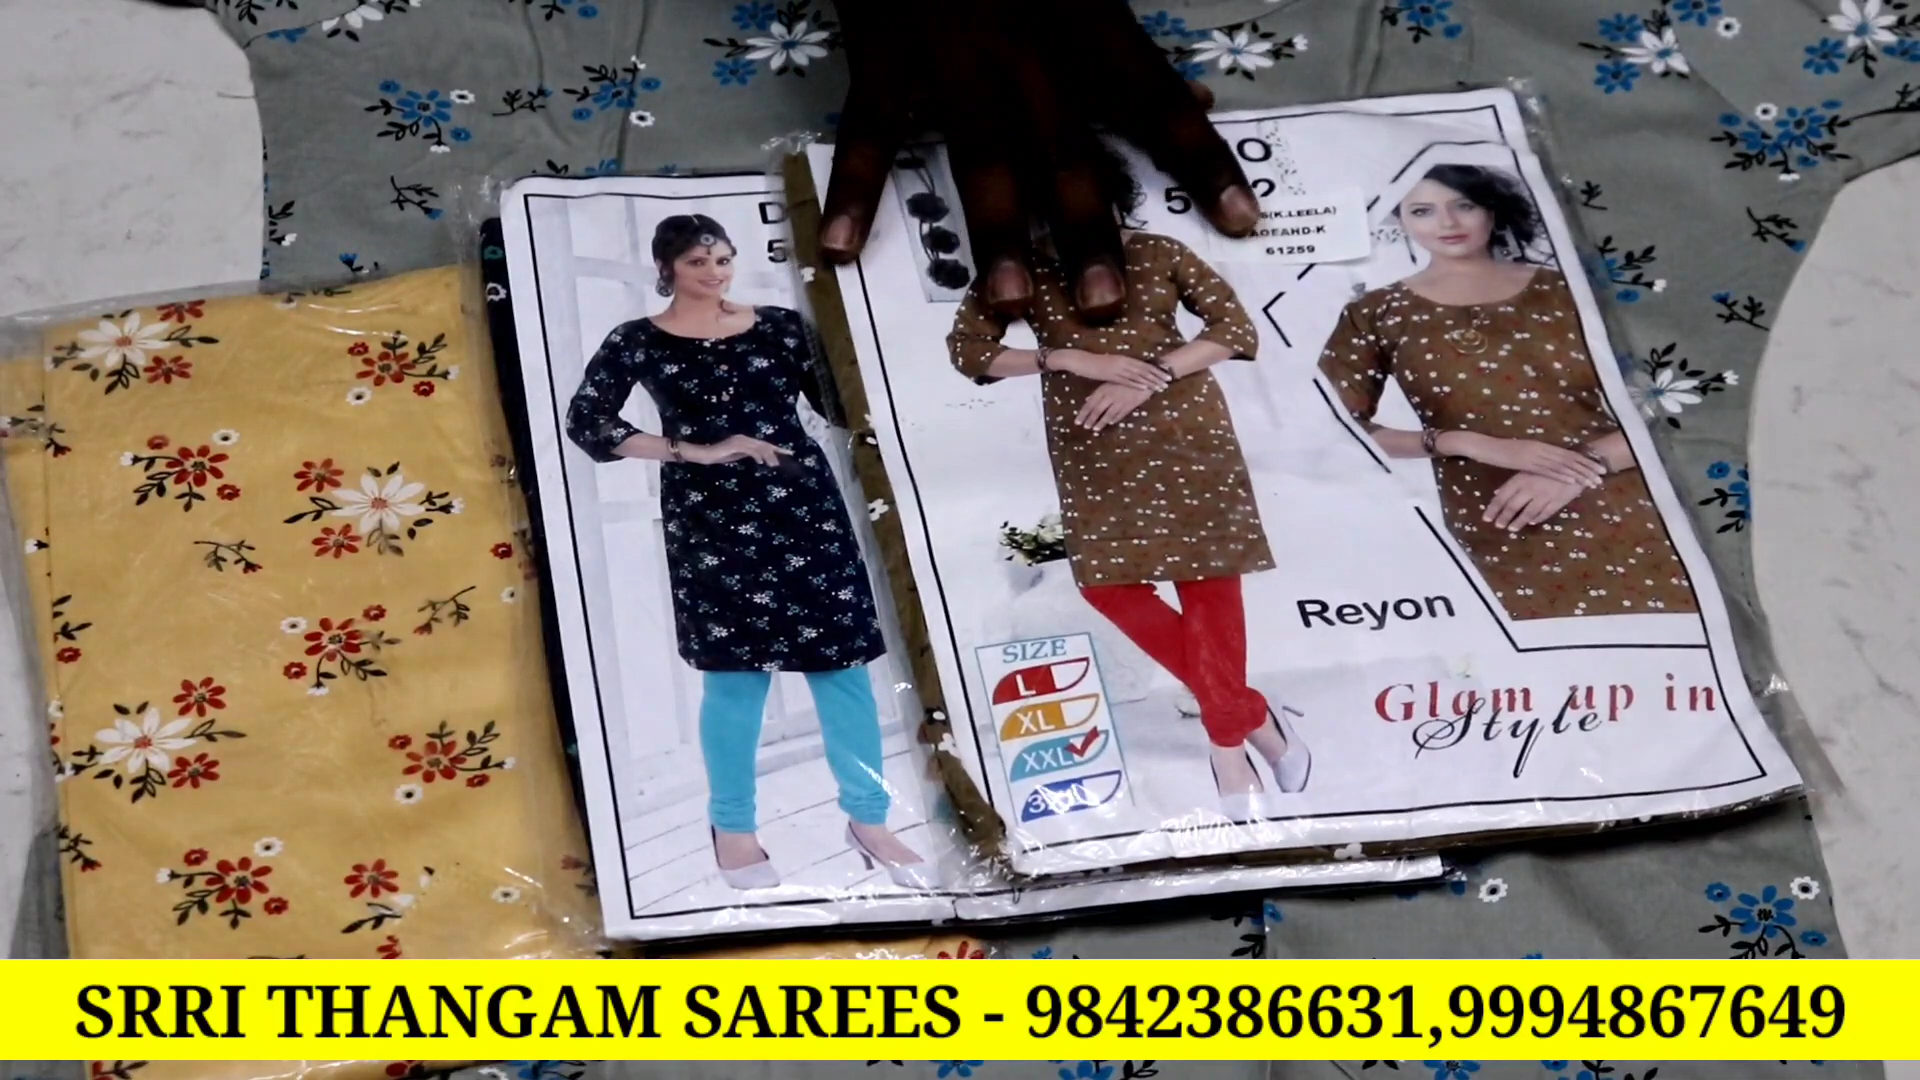 61259
Reyon
SIZE
L
XL
XXL
Glam up in
Style
SRRI THANGAM SAREES - 9842386631,9994867649